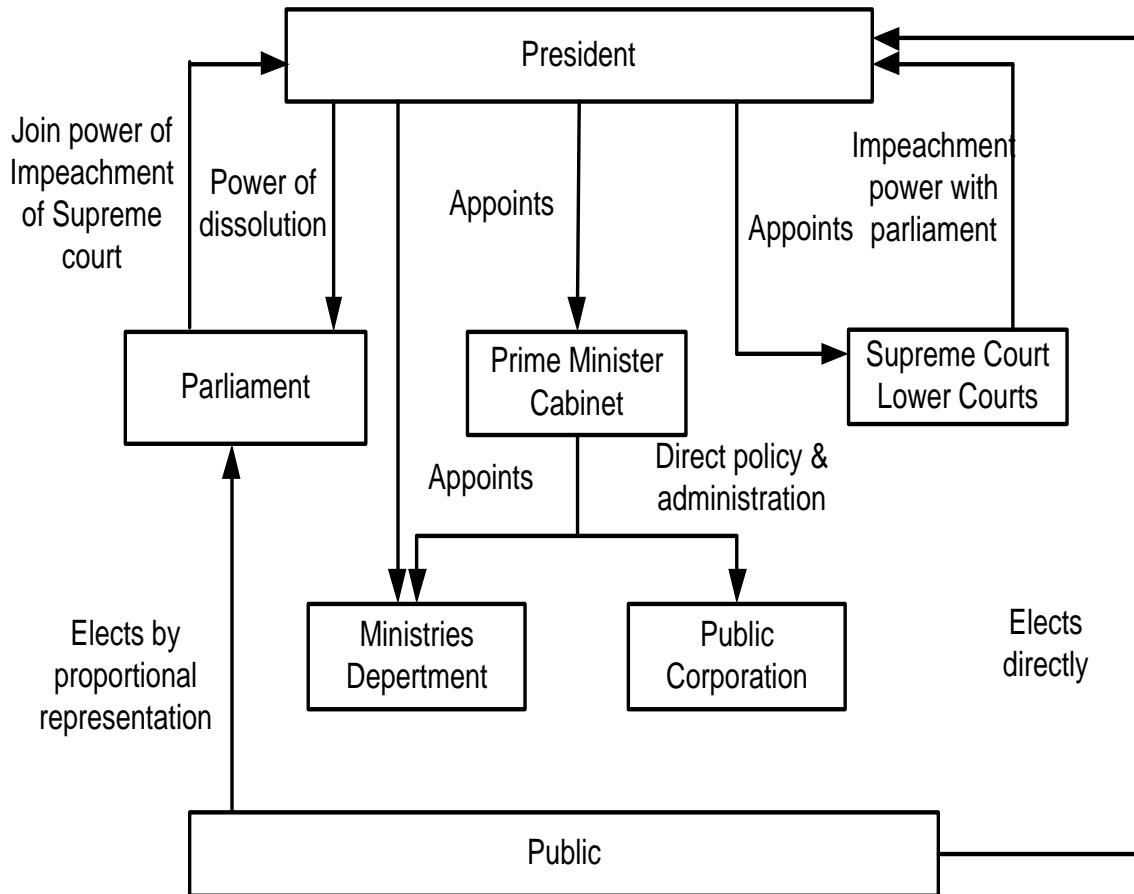 President
Join power of
Impeachment
of Supreme
court
Power of
dissolution
Appoints
Appoints
Impeachment
power with
parliament
Parliament
Prime Minister
Cabinet
Supreme Court
Lower Courts
Appoints
Direct policy &
administration
Ministries
Depertment
Public
Corporation
Elects by
proportional
representation
Elects
directly
Public